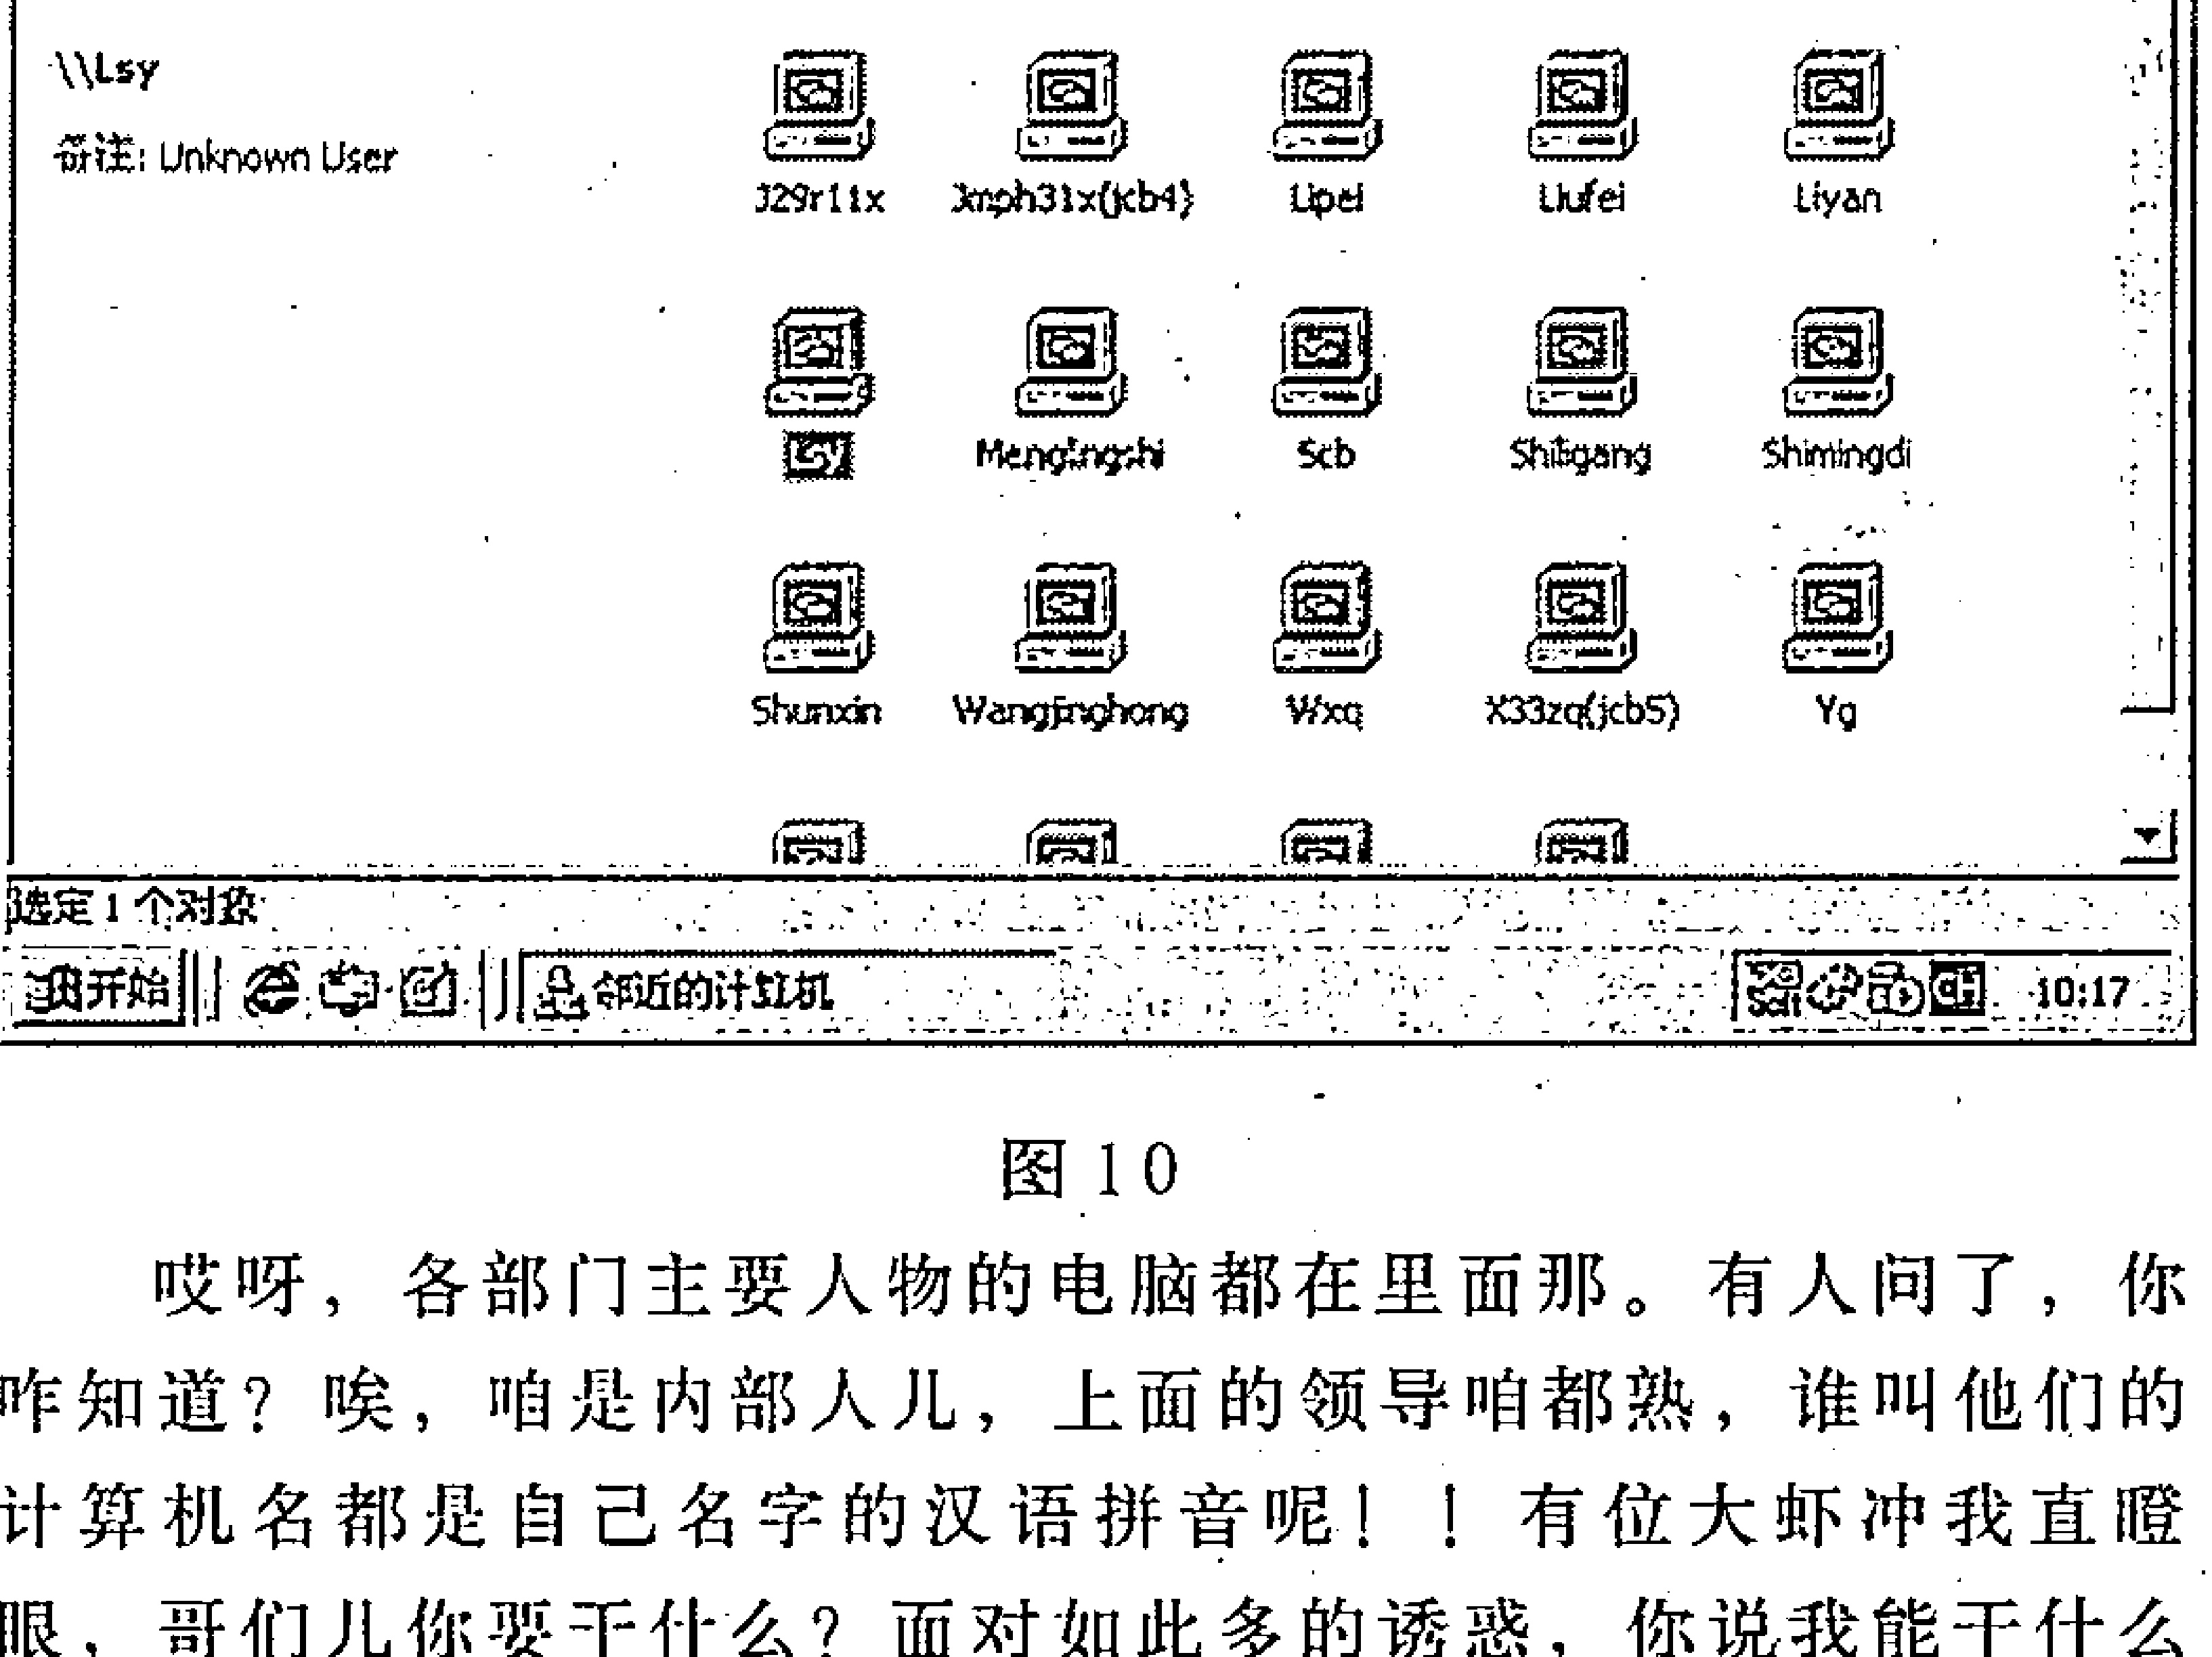 \\Lsy
备注: Unknown User
J29r11x Xmph31x(jcb4) Lipei Liufei Liyan
Lsy Scb Shimingdi
Shunxin Wangjinghong Wxq X33zq(jcb5) Yg
选定 1 个对象
开始 邻近的计算机 CH 10:17
图 10
哎呀，各部门主要人物的电脑都在里面那。有人问了，你
咋知道？唉，咱是内部人儿，上面的领导咱都熟，谁叫他们的
计算机名都是自己名字的汉语拼音呢！！有位大虾冲我直瞪
眼，哥们儿你要干什么？面对如此多的诱惑，你说我能干什么